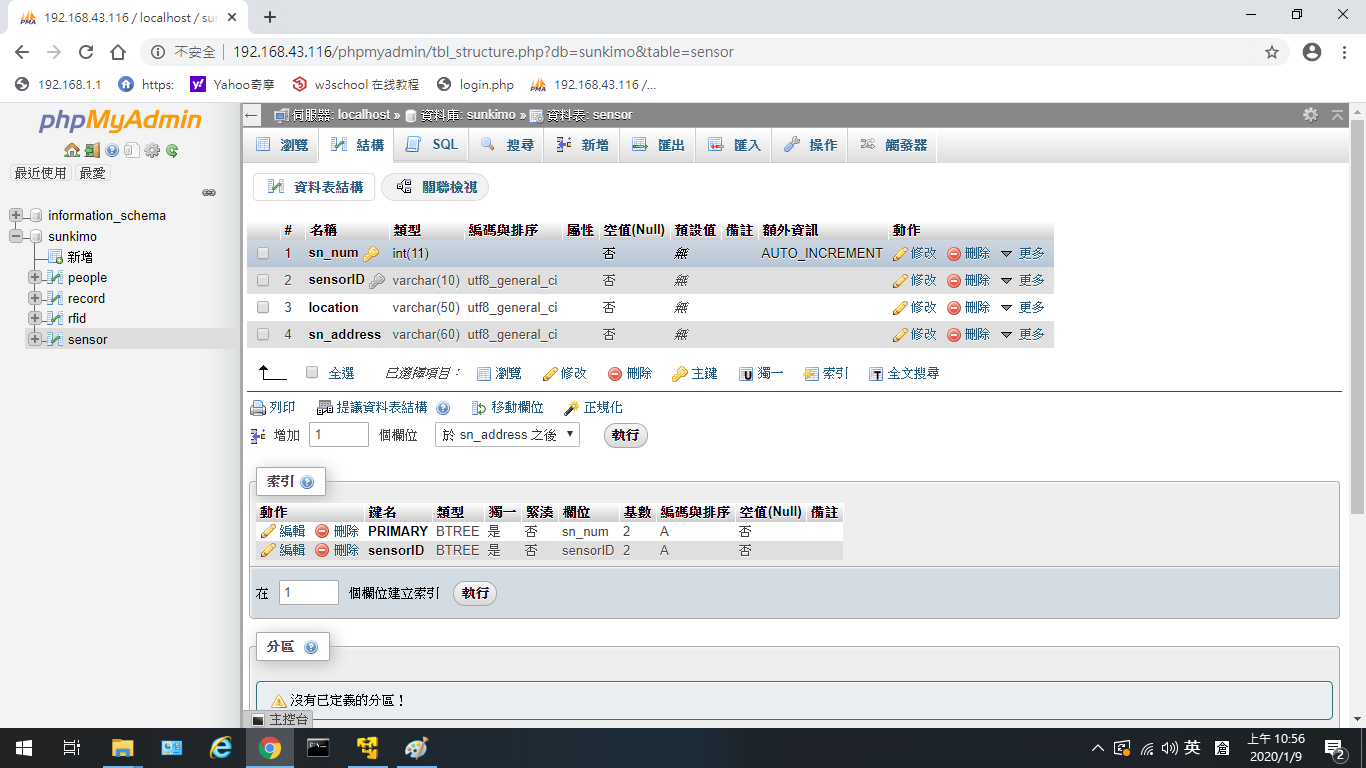 192.168.43.116 / localhost / sun
不安全 192.168.43.116/phpmyadmin/tbl_structure.php?db=sunkimo&table=sensor
192.168.1.1 https: Yahoo奇摩 w3school 在线教程 login.php 192.168.43.116 /...
phpMyAdmin
最近使用 最愛
information_schema
sunkimo
新增
people
record
rfid
sensor
伺服器: localhost » 資料庫: sunkimo » 資料表: sensor
瀏覽 結構 SQL 搜尋 新增 匯出 匯入 操作 觸發器
資料表結構 關聯檢視
# 名稱 類型 編碼與排序 屬性 空值(Null) 預設值 備註 額外資訊 動作
1 sn_num int(11) 否 無 AUTO_INCREMENT 修改 刪除 更多
2 sensorID varchar(10) utf8_general_ci 否 無 修改 刪除 更多
3 location varchar(50) utf8_general_ci 否 無 修改 刪除 更多
4 sn_address varchar(60) utf8_general_ci 否 無 修改 刪除 更多
全選 已選擇項目： 瀏覽 修改 刪除 主鍵 獨一 索引 全文搜尋
列印 提議資料表結構 移動欄位 正規化
增加 1 個欄位 於 sn_address 之後 執行
索引
動作 鍵名 類型 獨一 緊湊 欄位 基數 編碼與排序 空值(Null) 備註
編輯 刪除 PRIMARY BTREE 是 否 sn_num 2 A 否
編輯 刪除 sensorID BTREE 是 否 sensorID 2 A 否
在 1 個欄位建立索引 執行
分區
沒有已定義的分區！
主控台
英 倉 上午 10:56
2020/1/9
2